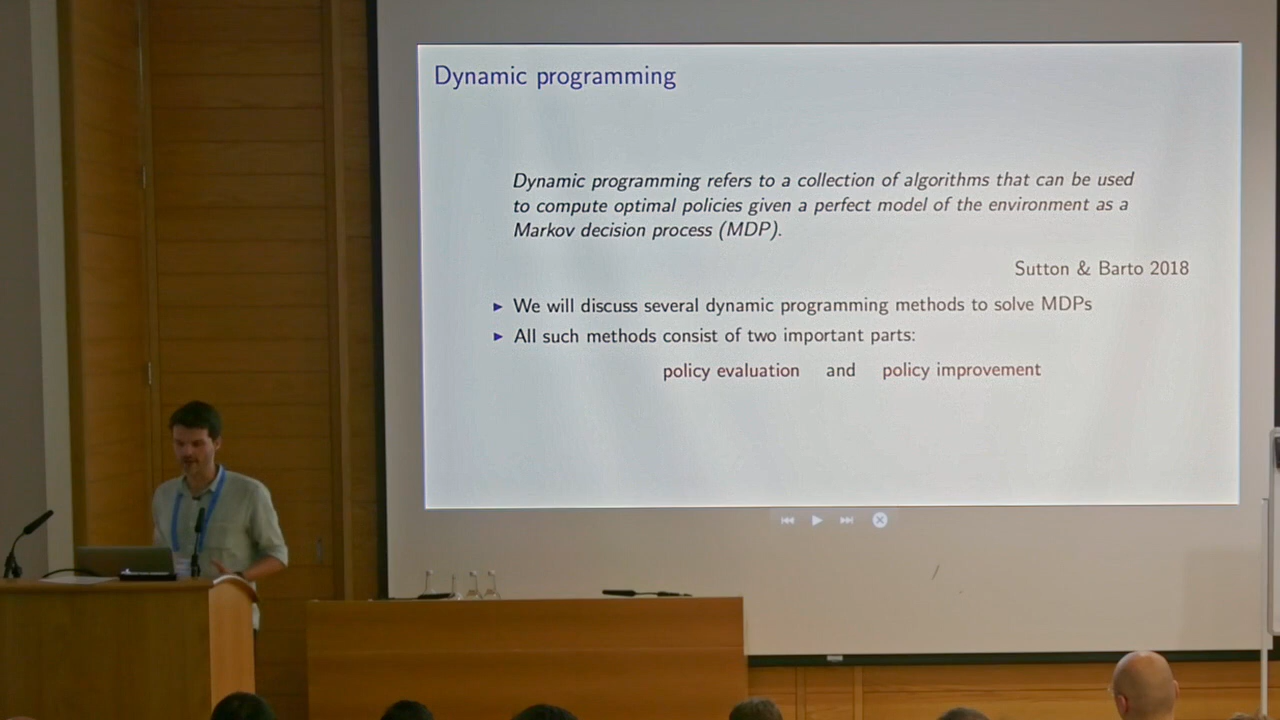 Dynamic programming
Dynamic programming refers to a collection of algorithms that can be used
to compute optimal policies given a perfect model of the environment as a
Markov decision process (MDP).
Sutton & Barto 2018
► We will discuss several dynamic programming methods to solve MDPs
► All such methods consist of two important parts:
policy evaluation and policy improvement